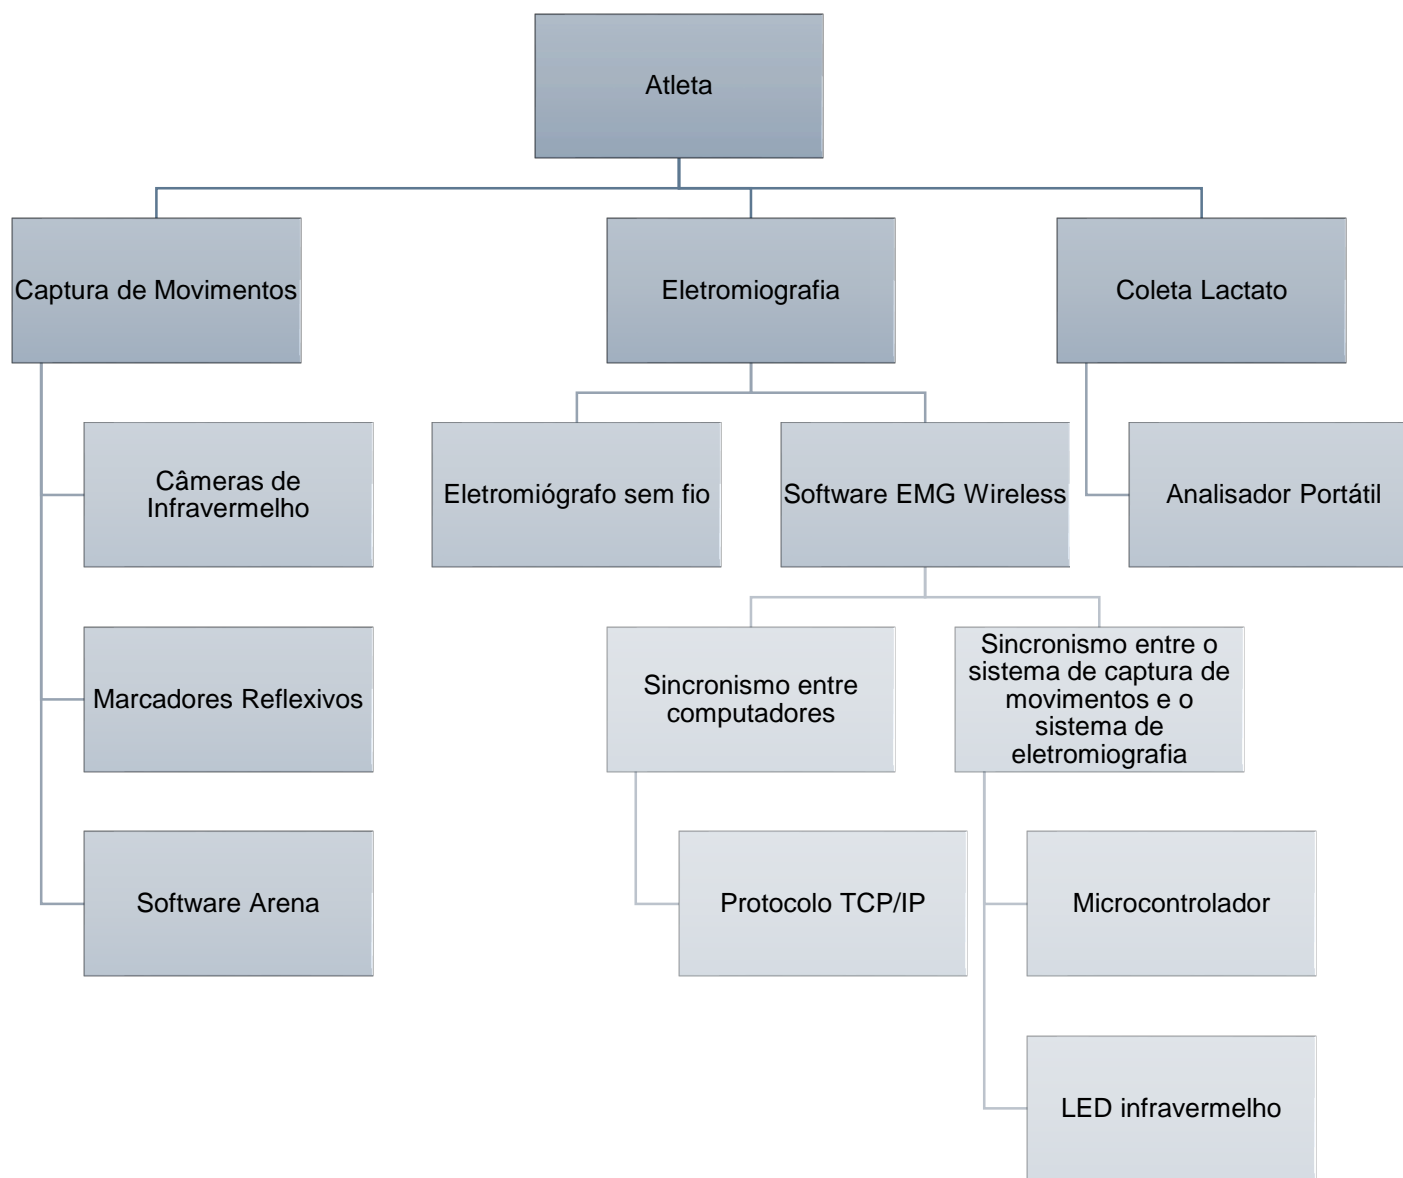 Atleta
Captura de Movimentos
Eletromiografia
Coleta Lactato
Câmeras de
Infravermelho
Eletromiógrafo sem fio
Software EMG Wireless
Analisador Portátil
Marcadores Reflexivos
Sincronismo entre
computadores
Sincronismo entre o
sistema de captura de
movimentos e o
sistema de
eletromiografia
Software Arena
Protocolo TCP/IP
Microcontrolador
LED infravermelho